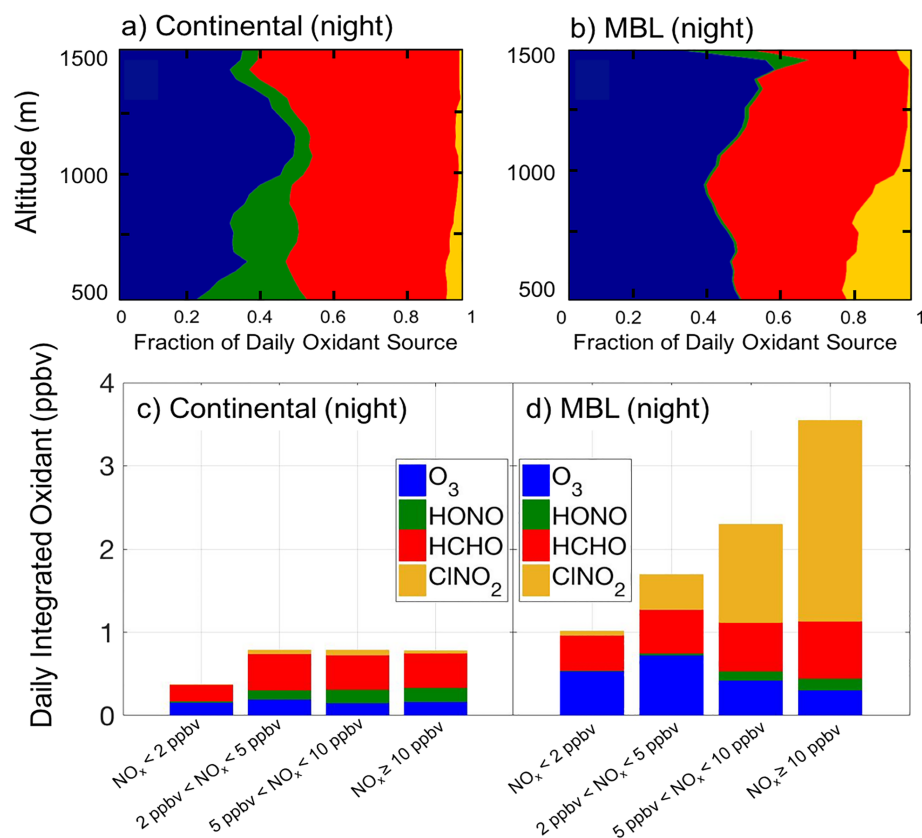 a) Continental (night)
b) MBL (night)
Altitude (m)
1500
1000
500
0 0.2 0.4 0.6 0.8 1
Fraction of Daily Oxidant Source
1500
1000
500
0 0.2 0.4 0.6 0.8 1
Fraction of Daily Oxidant Source
Daily Integrated Oxidant (ppbv)
4
3
2
1
0
c) Continental (night)
O3
HONO
HCHO
ClNO2
NOx < 2 ppbv
2 ppbv < NOx < 5 ppbv
5 ppbv < NOx < 10 ppbv
NOx ≥ 10 ppbv
d) MBL (night)
O3
HONO
HCHO
ClNO2
NOx < 2 ppbv
2 ppbv < NOx < 5 ppbv
5 ppbv < NOx < 10 ppbv
NOx ≥ 10 ppbv